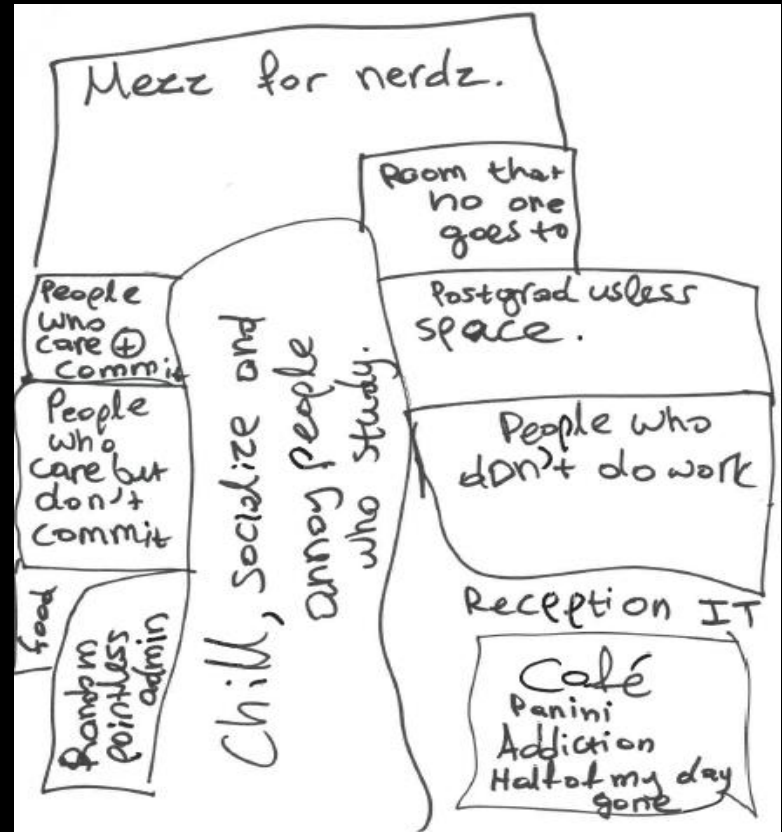 Mezz for nerdz.
Room that
no one
goes to
People
who
care +
commit
Postgrad usless
space.
People
who
care but
don't
commit
Chill, socialize and
annoy people
who study.
People who
don't do work
food
Random
pointless
admin
Reception IT
Café
Panini
Addiction
Half of my day
gone